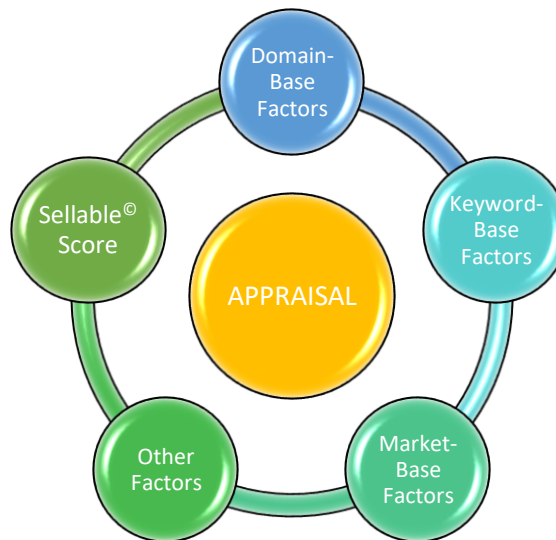 Domain-
Base
Factors
Keyword-
Base
Factors
Sellable©
Score
APPRAISAL
Market-
Base
Factors
Other
Factors